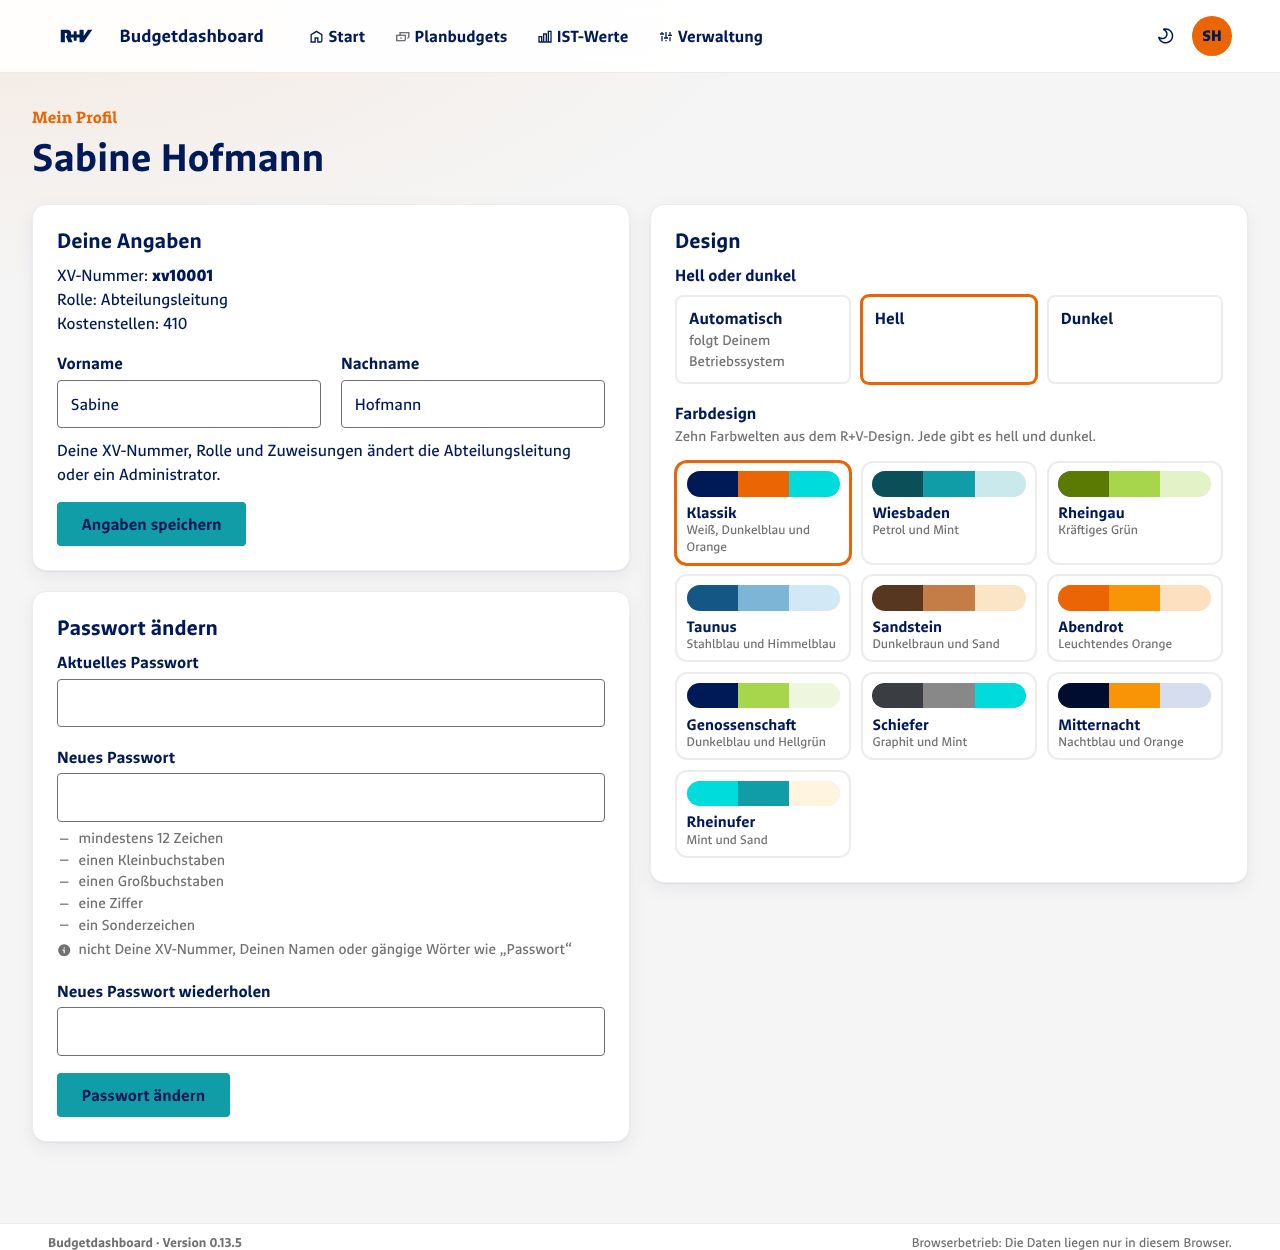 R+V
Budgetdashboard
Start
Planbudgets
IST-Werte
Verwaltung
SH
Mein Profil
Sabine Hofmann
Deine Angaben
XV-Nummer: xv10001
Rolle: Abteilungsleitung
Kostenstellen: 410
Vorname
Nachname
Sabine
Hofmann
Deine XV-Nummer, Rolle und Zuweisungen ändert die Abteilungsleitung
oder ein Administrator.
Angaben speichern
Passwort ändern
Aktuelles Passwort
Neues Passwort
– mindestens 12 Zeichen
– einen Kleinbuchstaben
– einen Großbuchstaben
– eine Ziffer
– ein Sonderzeichen
nicht Deine XV-Nummer, Deinen Namen oder gängige Wörter wie „Passwort“
Neues Passwort wiederholen
Passwort ändern
Design
Hell oder dunkel
Automatisch
folgt Deinem
Betriebssystem
Hell
Dunkel
Farbdesign
Zehn Farbwelten aus dem R+V-Design. Jede gibt es hell und dunkel.
Klassik
Weiß, Dunkelblau und
Orange
Wiesbaden
Petrol und Mint
Rheingau
Kräftiges Grün
Taunus
Stahlblau und Himmelblau
Sandstein
Dunkelbraun und Sand
Abendrot
Leuchtendes Orange
Genossenschaft
Dunkelblau und Hellgrün
Schiefer
Graphit und Mint
Mitternacht
Nachtblau und Orange
Rheinufer
Mint und Sand
Budgetdashboard · Version 0.13.5
Browserbetrieb: Die Daten liegen nur in diesem Browser.